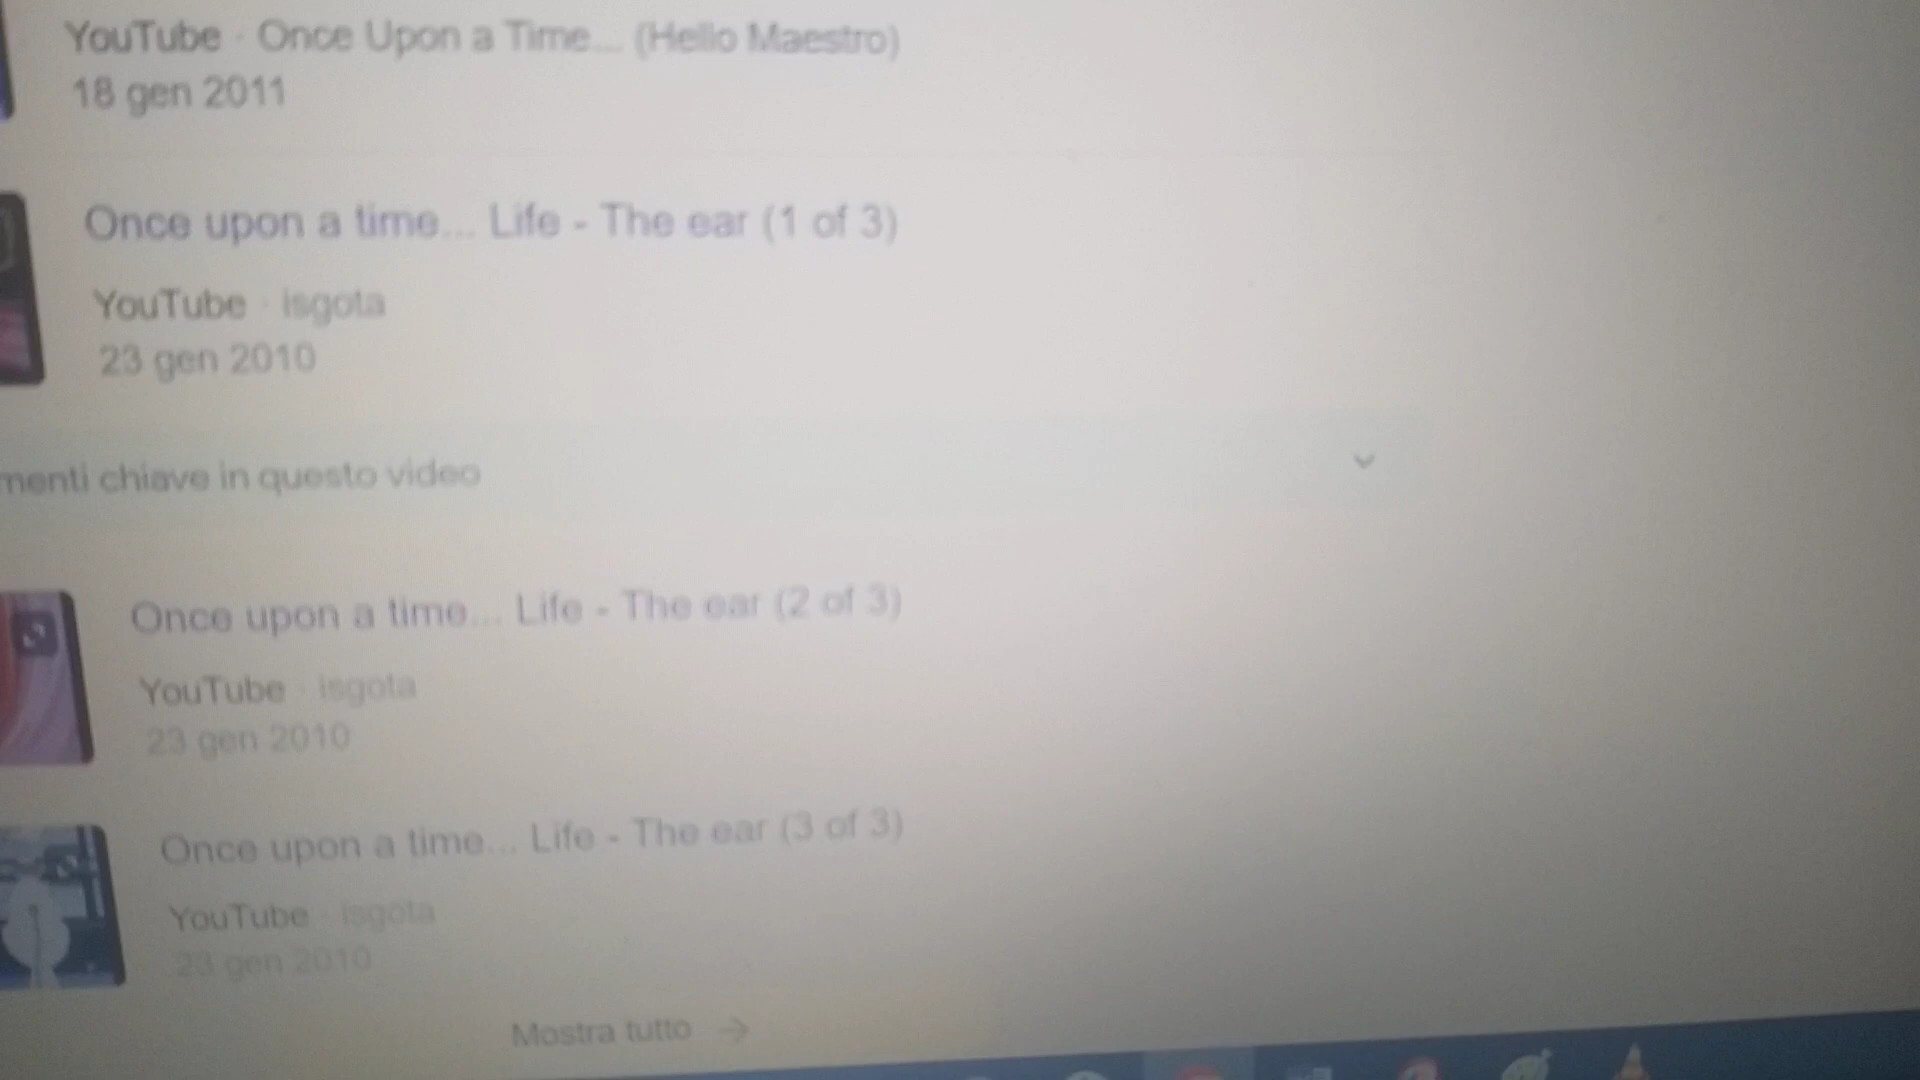 YouTube · Once Upon a Time... (Hello Maestro)
18 gen 2011
Once upon a time... Life - The ear (1 of 3)
YouTube · isgota
23 gen 2010
menti chiave in questo video
Once upon a time... Life - The ear (2 of 3)
YouTube · isgota
23 gen 2010
Once upon a time... Life - The ear (3 of 3)
YouTube · isgota
23 gen 2010
Mostra tutto →